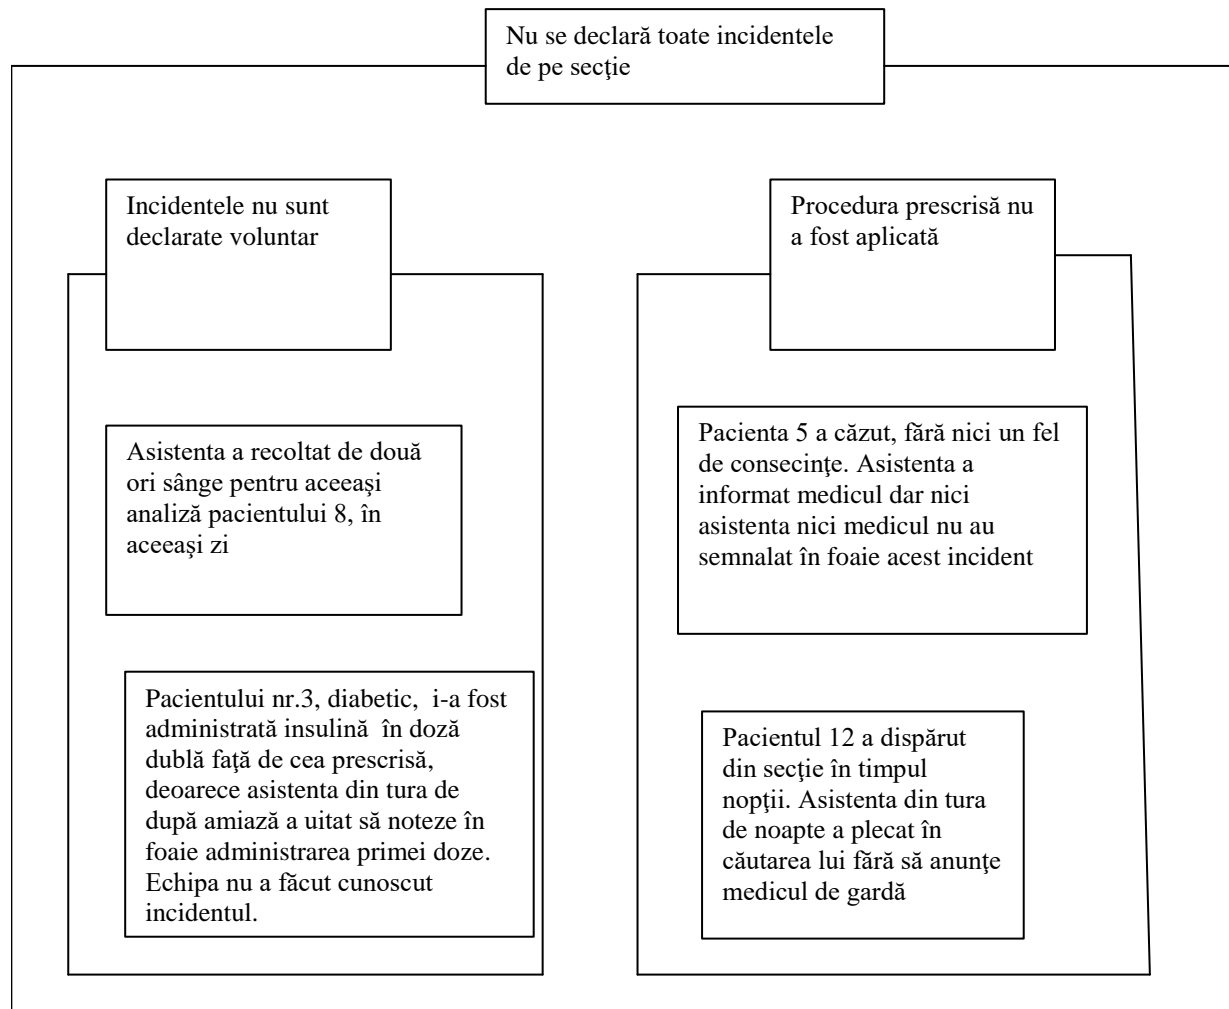 Nu se declară toate incidentele
de pe secţie
Incidentele nu sunt
declarate voluntar
Procedura prescrisă nu
a fost aplicată
Asistenta a recoltat de două
ori sânge pentru aceeaşi
analiză pacientului 8, în
aceeaşi zi
Pacienta 5 a căzut, fără nici un fel
de consecinţe. Asistenta a
informat medicul dar nici
asistenta nici medicul nu au
semnalat în foaie acest incident
Pacientului nr.3, diabetic,  i-a fost
administrată insulină  în doză
dublă faţă de cea prescrisă,
deoarece asistenta din tura de
după amiază a uitat să noteze în
foaie administrarea primei doze.
Echipa nu a făcut cunoscut
incidentul.
Pacientul 12 a dispărut
din secţie în timpul
nopţii. Asistenta din tura
de noapte a plecat în
căutarea lui fără să anunţe
medicul de gardă